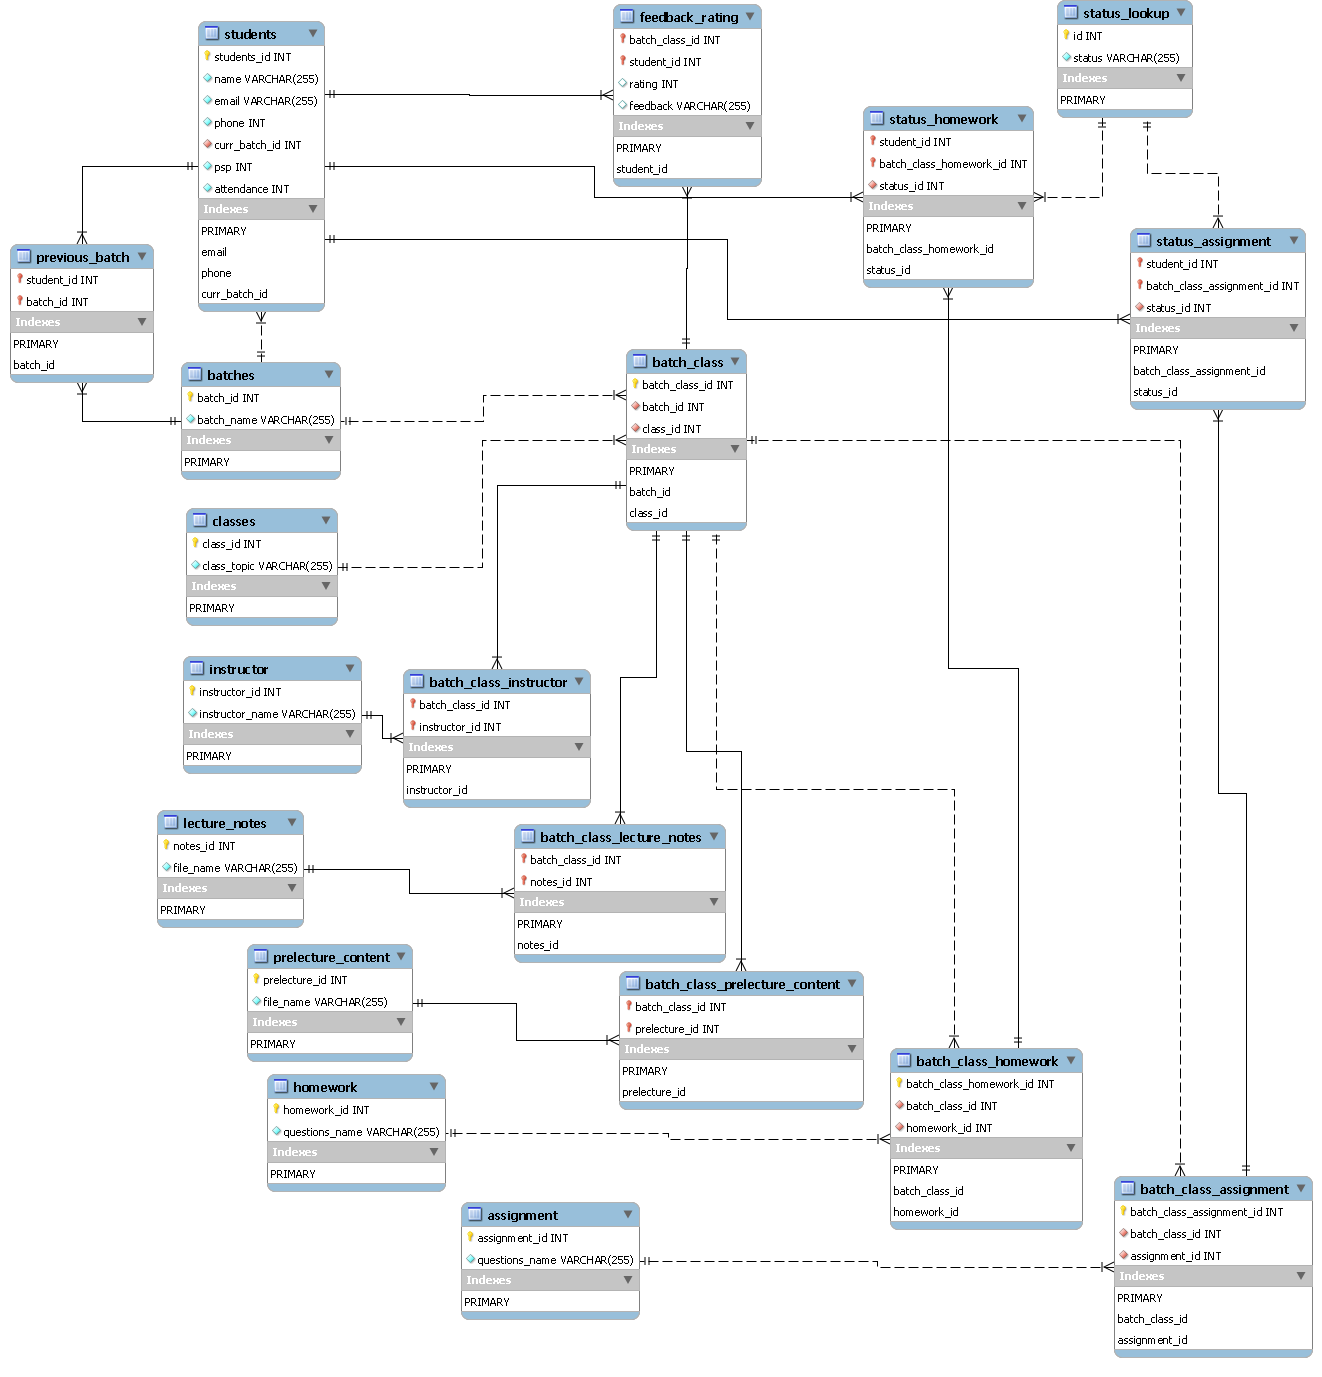 students
students_id INT
name VARCHAR(255)
email VARCHAR(255)
phone INT
curr_batch_id INT
psp INT
attendance INT
Indexes
PRIMARY
email
phone
curr_batch_id
feedback_rating
batch_class_id INT
student_id INT
rating INT
feedback VARCHAR(255)
Indexes
PRIMARY
student_id
status_lookup
id INT
status VARCHAR(255)
Indexes
PRIMARY
status_homework
student_id INT
batch_class_homework_id INT
status_id INT
Indexes
PRIMARY
batch_class_homework_id
status_id
status_assignment
student_id INT
batch_class_assignment_id INT
status_id INT
Indexes
PRIMARY
batch_class_assignment_id
status_id
previous_batch
student_id INT
batch_id INT
Indexes
PRIMARY
batch_id
batches
batch_id INT
batch_name VARCHAR(255)
Indexes
PRIMARY
batch_class
batch_class_id INT
batch_id INT
class_id INT
Indexes
PRIMARY
batch_id
class_id
classes
class_id INT
class_topic VARCHAR(255)
Indexes
PRIMARY
instructor
instructor_id INT
instructor_name VARCHAR(255)
Indexes
PRIMARY
batch_class_instructor
batch_class_id INT
instructor_id INT
Indexes
PRIMARY
instructor_id
lecture_notes
notes_id INT
file_name VARCHAR(255)
Indexes
PRIMARY
batch_class_lecture_notes
batch_class_id INT
notes_id INT
Indexes
PRIMARY
notes_id
prelecture_content
prelecture_id INT
file_name VARCHAR(255)
Indexes
PRIMARY
batch_class_prelecture_content
batch_class_id INT
prelecture_id INT
Indexes
PRIMARY
prelecture_id
homework
homework_id INT
questions_name VARCHAR(255)
Indexes
PRIMARY
batch_class_homework
batch_class_homework_id INT
batch_class_id INT
homework_id INT
Indexes
PRIMARY
batch_class_id
homework_id
assignment
assignment_id INT
questions_name VARCHAR(255)
Indexes
PRIMARY
batch_class_assignment
batch_class_assignment_id INT
batch_class_id INT
assignment_id INT
Indexes
PRIMARY
batch_class_id
assignment_id